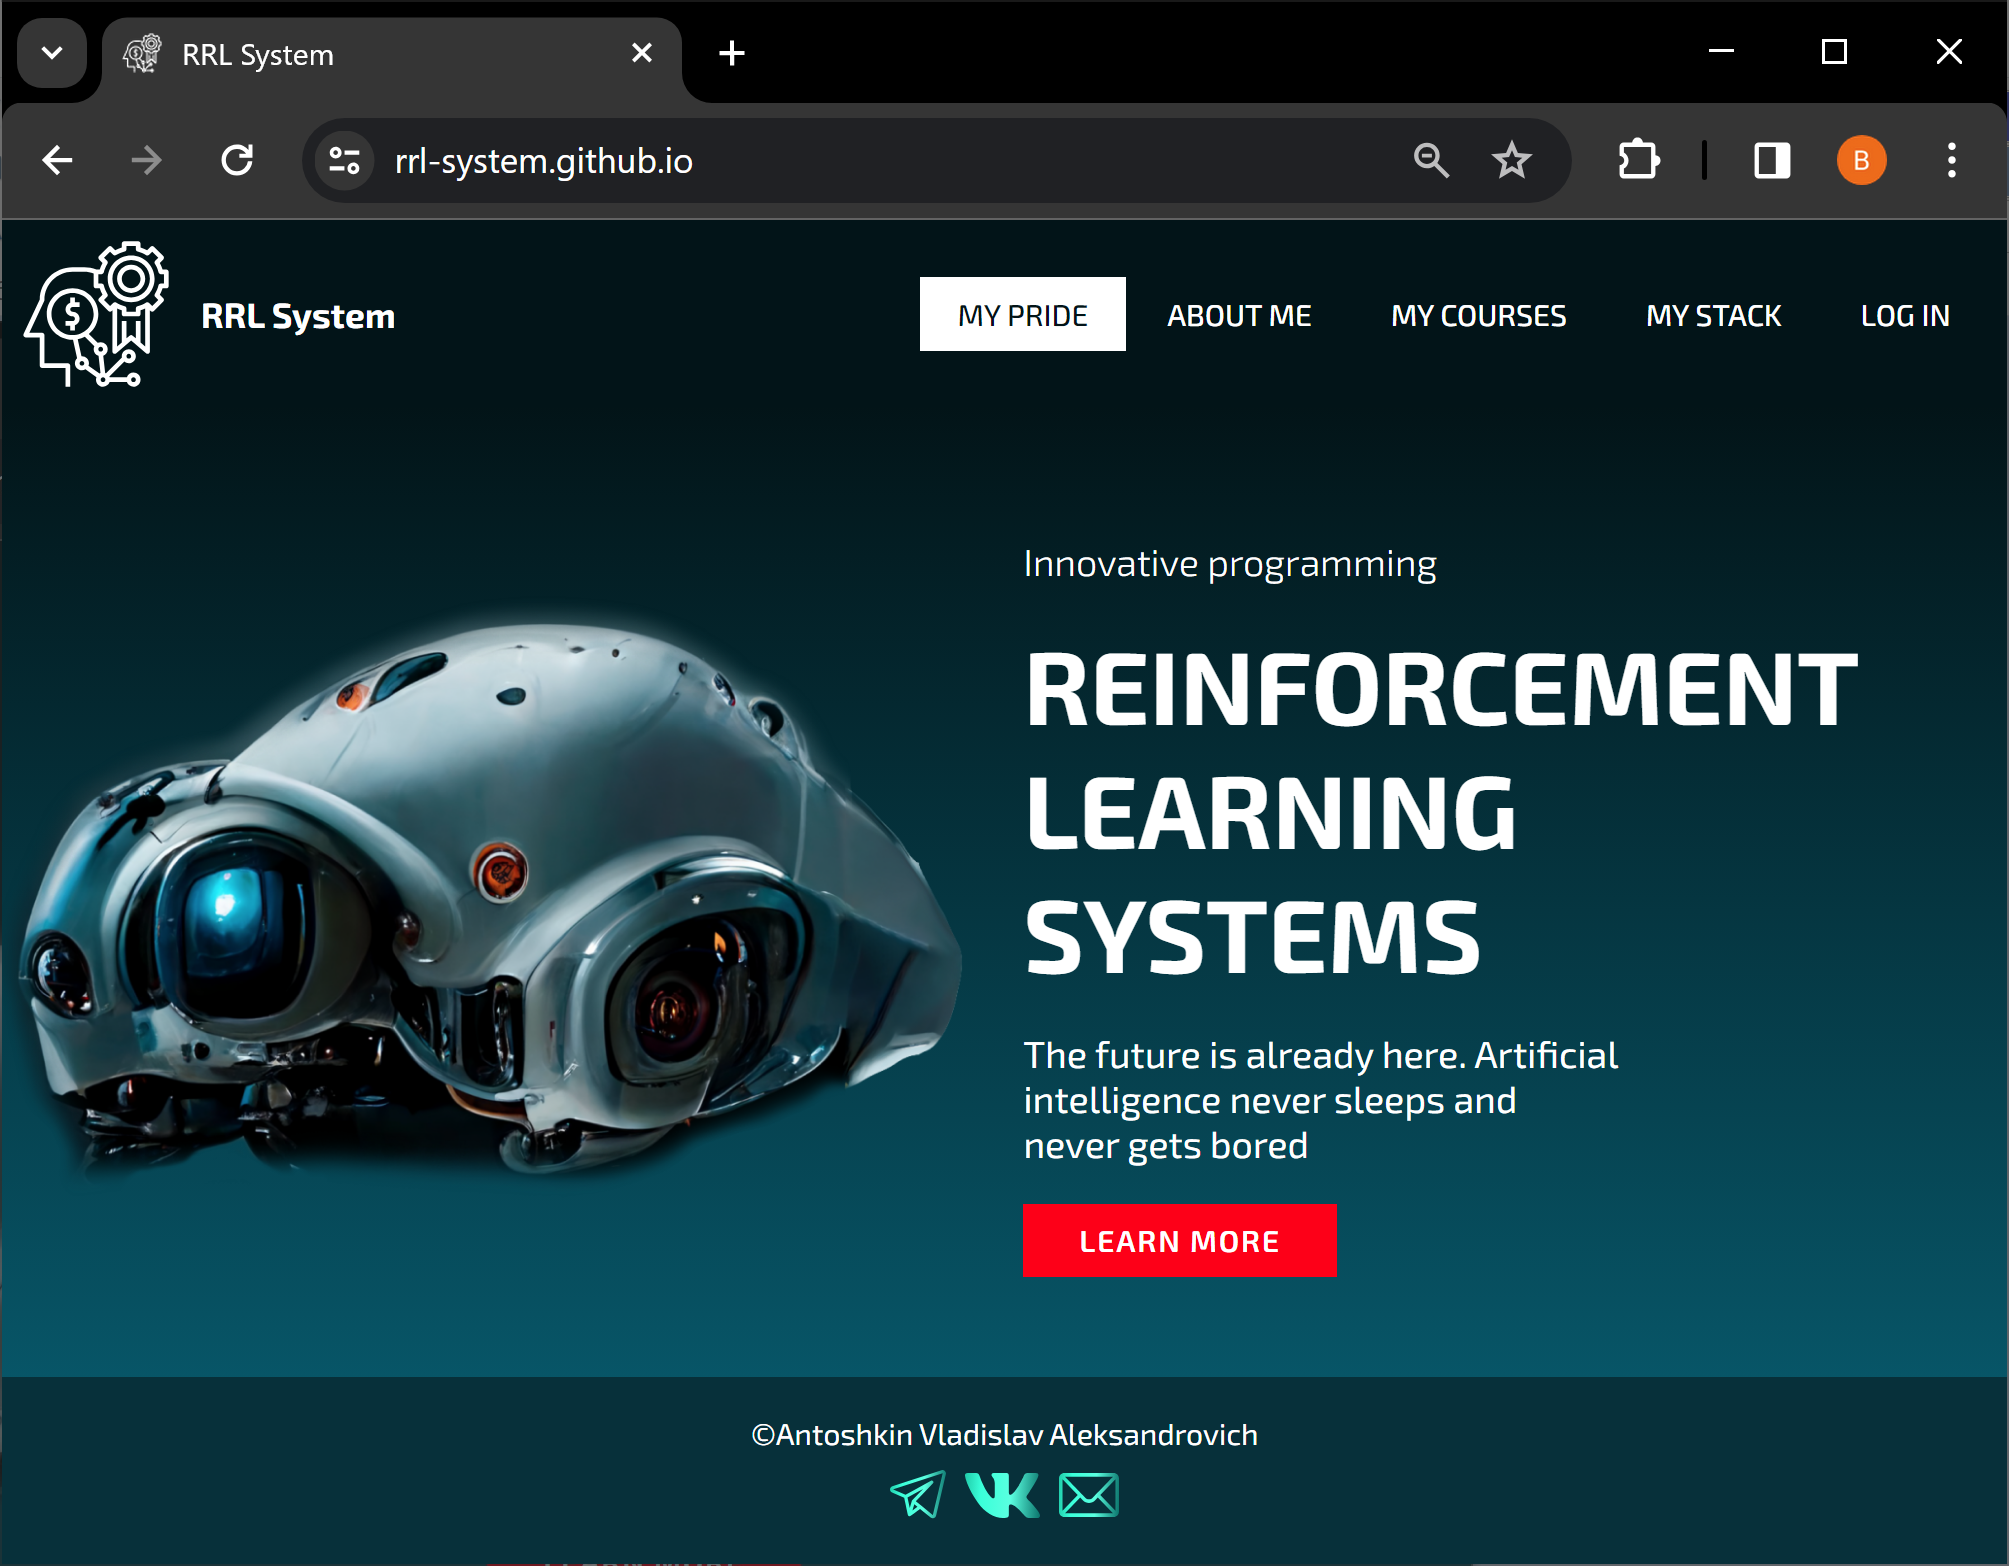 RRL System
rrl-system.github.io
B
$
RRL System
MY PRIDE
ABOUT ME
MY COURSES
MY STACK
LOG IN
Innovative programming
REINFORCEMENT
LEARNING
SYSTEMS
The future is already here. Artificial
intelligence never sleeps and
never gets bored
LEARN MORE
©Antoshkin Vladislav Aleksandrovich
VK